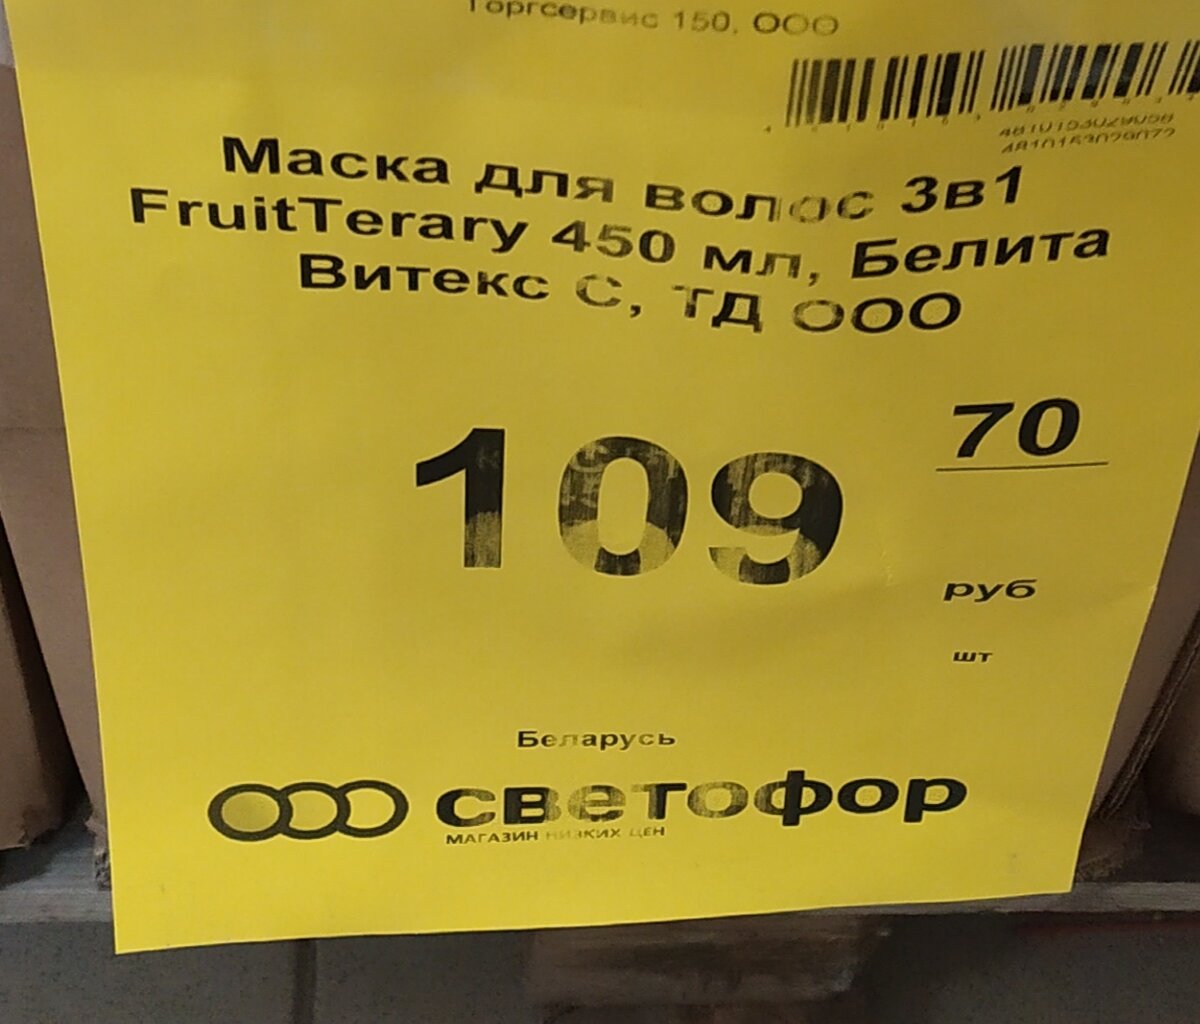 Торгсервис 150, ООО
Маска для волос 3в1
FruitTerary 450 мл, Белита
Витекс С, ТД ООО
109
70
руб
шт
Беларусь
светофор
МАГАЗИН НИЗКИХ ЦЕН